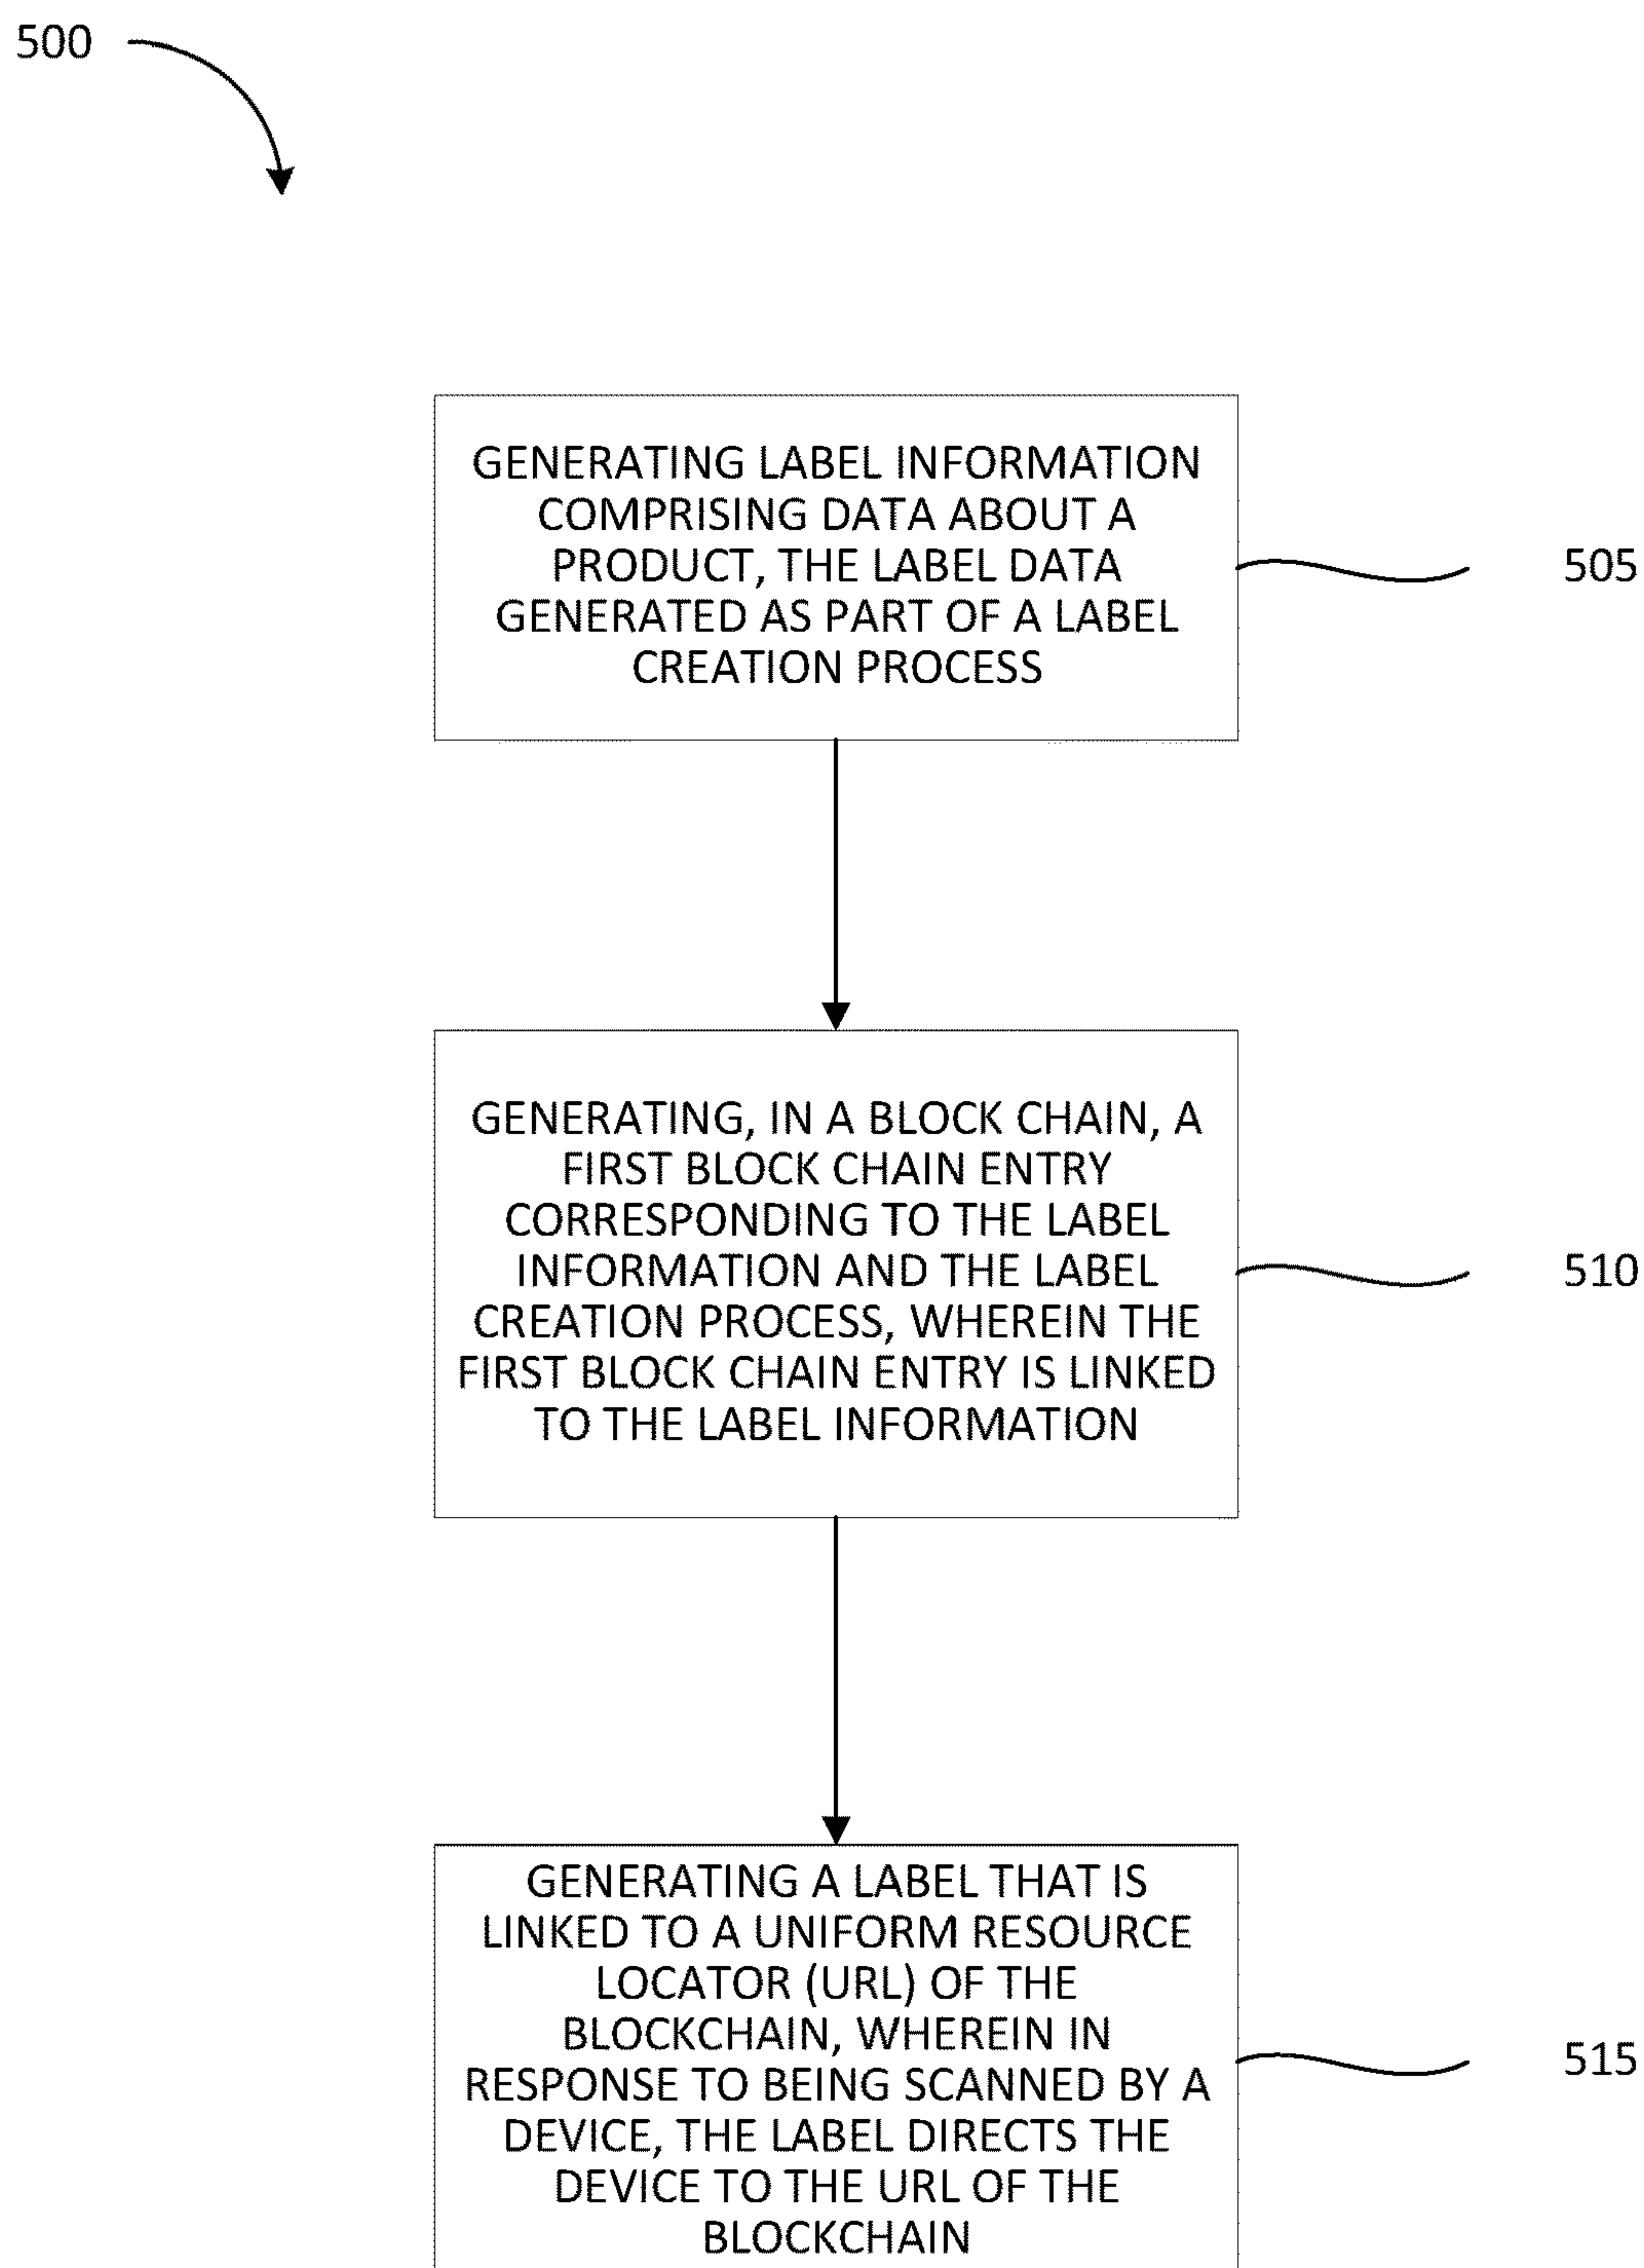 500
GENERATING LABEL INFORMATION
COMPRISING DATA ABOUT A
PRODUCT, THE LABEL DATA
GENERATED AS PART OF A LABEL
CREATION PROCESS
505
GENERATING, IN A BLOCK CHAIN, A
FIRST BLOCK CHAIN ENTRY
CORRESPONDING TO THE LABEL
INFORMATION AND THE LABEL
CREATION PROCESS, WHEREIN THE
FIRST BLOCK CHAIN ENTRY IS LINKED
TO THE LABEL INFORMATION
510
GENERATING A LABEL THAT IS
LINKED TO A UNIFORM RESOURCE
LOCATOR (URL) OF THE
BLOCKCHAIN, WHEREIN IN
RESPONSE TO BEING SCANNED BY A
DEVICE, THE LABEL DIRECTS THE
DEVICE TO THE URL OF THE
BLOCKCHAIN
515